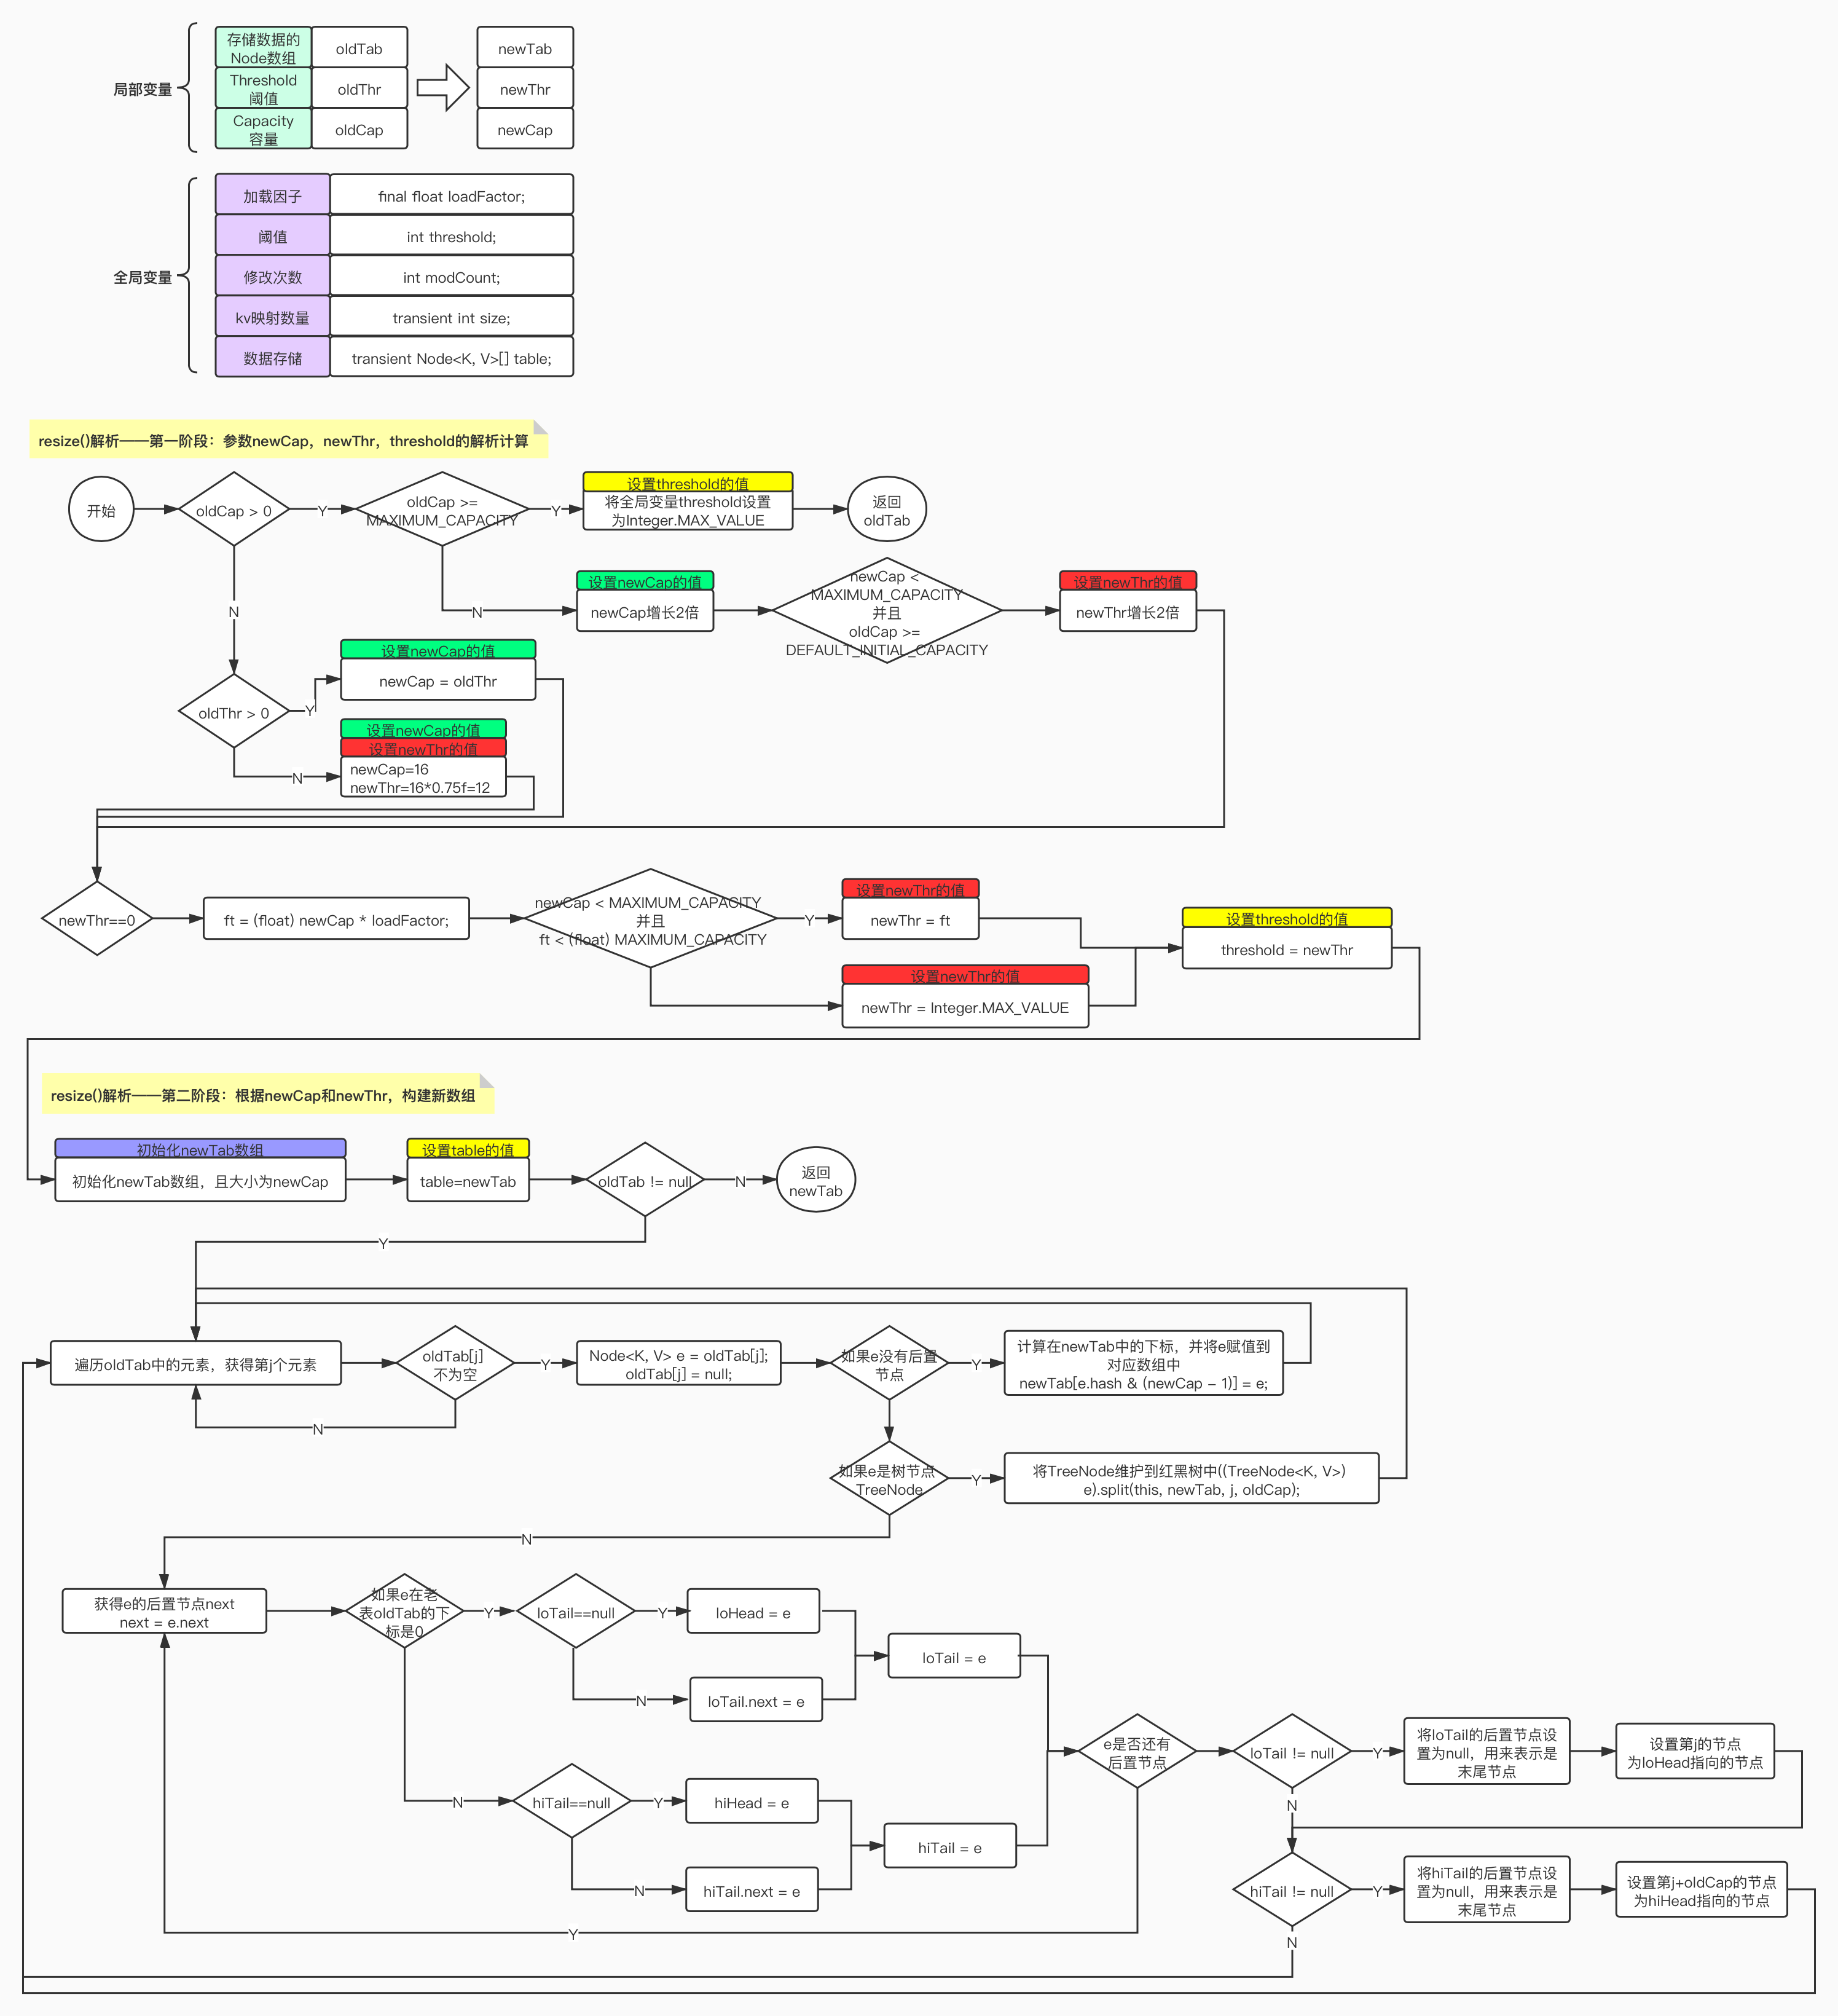 局部变量
存储数据的
Node数组
oldTab
newTab
Threshold
阈值
oldThr
newThr
Capacity
容量
oldCap
newCap
全局变量
加载因子
final float loadFactor;
阈值
int threshold;
修改次数
int modCount;
kv映射数量
transient int size;
数据存储
transient Node<K, V>[] table;
resize()解析——第一阶段：参数newCap，newThr，threshold的解析计算
开始
oldCap > 0
Y
oldCap >=
MAXIMUM_CAPACITY
Y
设置threshold的值
将全局变量threshold设置
为Integer.MAX_VALUE
返回
oldTab
N
N
设置newCap的值
newCap增长2倍
newCap <
MAXIMUM_CAPACITY
并且
oldCap >=
DEFAULT_INITIAL_CAPACITY
设置newThr的值
newThr增长2倍
oldThr > 0
Y
设置newCap的值
newCap = oldThr
N
设置newCap的值
设置newThr的值
newCap=16
newThr=16*0.75f=12
newThr==0
ft = (float) newCap * loadFactor;
newCap < MAXIMUM_CAPACITY
并且
ft < (float) MAXIMUM_CAPACITY
Y
设置newThr的值
newThr = ft
设置newThr的值
newThr = Integer.MAX_VALUE
设置threshold的值
threshold = newThr
resize()解析——第二阶段：根据newCap和newThr，构建新数组
初始化newTab数组
初始化newTab数组，且大小为newCap
设置table的值
table=newTab
oldTab != null
N
返回
newTab
Y
遍历oldTab中的元素，获得第j个元素
oldTab[j]
不为空
Y
N
Node<K, V> e = oldTab[j];
oldTab[j] = null;
如果e没有后置
节点
Y
计算在newTab中的下标，并将e赋值到
对应数组中
newTab[e.hash & (newCap – 1)] = e;
如果e是树节点
TreeNode
Y
将TreeNode维护到红黑树中((TreeNode<K, V>)
e).split(this, newTab, j, oldCap);
N
获得e的后置节点next
next = e.next
如果e在老
表oldTab的下
标是0
Y
loTail==null
Y
loHead = e
N
loTail.next = e
loTail = e
N
hiTail==null
Y
hiHead = e
N
hiTail.next = e
hiTail = e
e是否还有
后置节点
Y
loTail != null
Y
将loTail的后置节点设
置为null，用来表示是
末尾节点
设置第j的节点
为loHead指向的节点
N
hiTail != null
Y
将hiTail的后置节点设
置为null，用来表示是
末尾节点
设置第j+oldCap的节点
为hiHead指向的节点
N